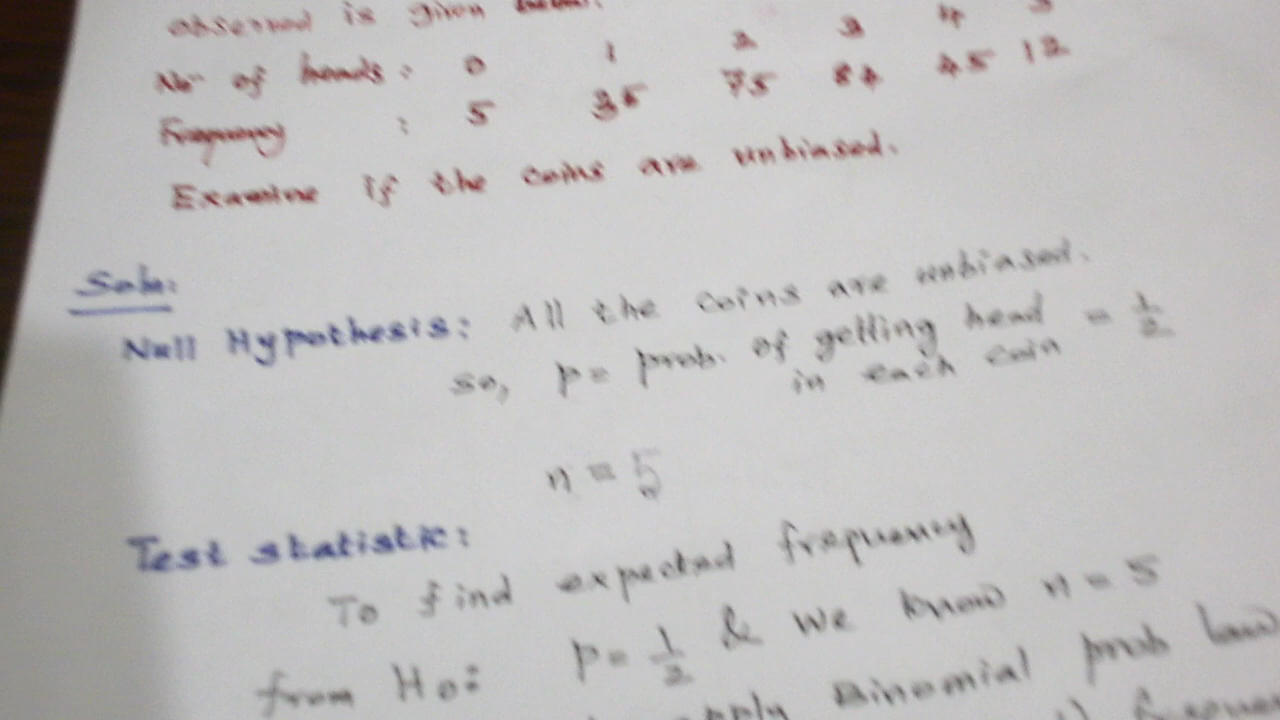 observed is given below.
No of heads : 0 1 2 3 4 5
Frequency : 5 35 75 84 45 12
Examine if the coins are unbiased.
Soln:
Null Hypothesis: All the coins are unbiased.
so, p = prob. of getting head = 1/2
in each coin
n = 5
Test statistic:
To find expected frequency
from H0: p = 1/2 & we know n = 5
Binomial prob law